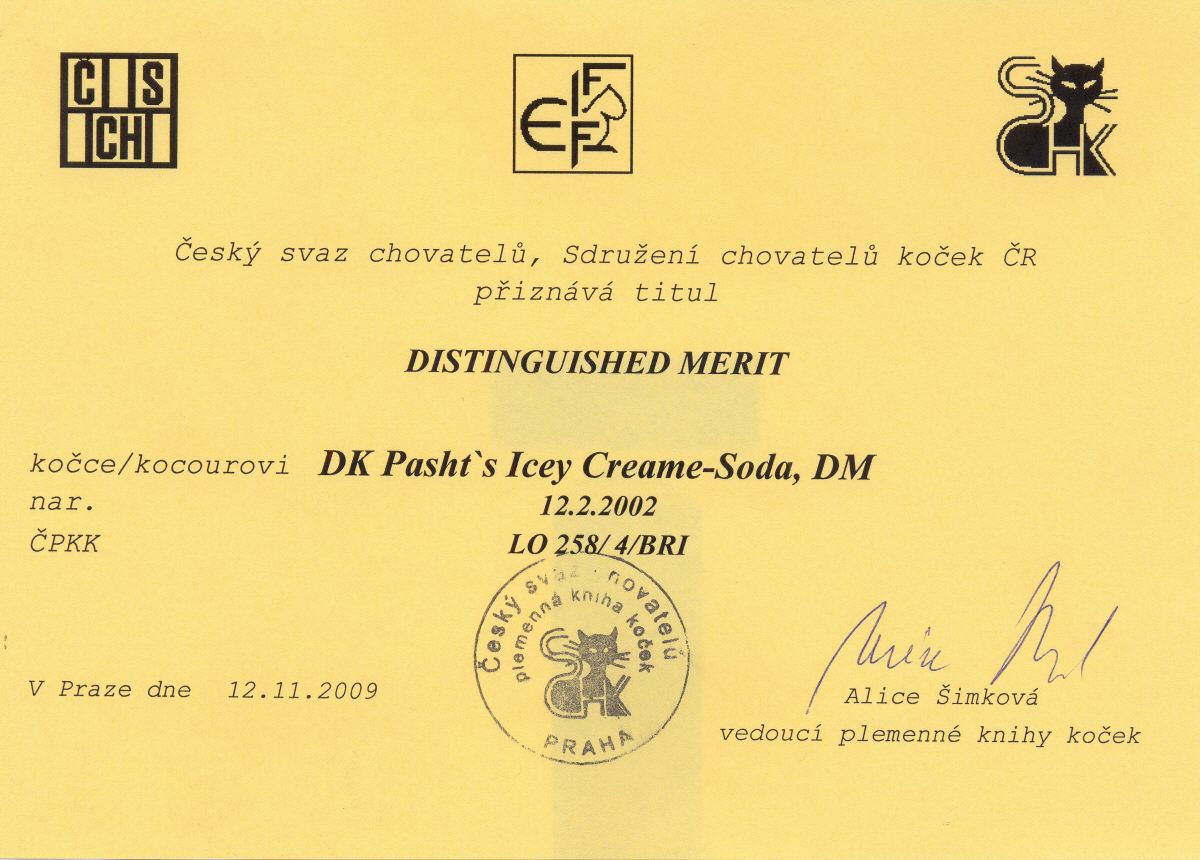 ČS
CH
FIFe
SCHK
Český svaz chovatelů, Sdružení chovatelů koček ČR
přiznává titul
DISTINGUISHED MERIT
kočce/kocourovi DK Pasht`s Icey Creame-Soda, DM
nar. 12.2.2002
ČPKK LO 258/ 4/BRI
Český svaz chovatelů
plemenná kniha koček
SCHK
PRAHA
V Praze dne 12.11.2009
Alice Šimková
vedoucí plemenné knihy koček